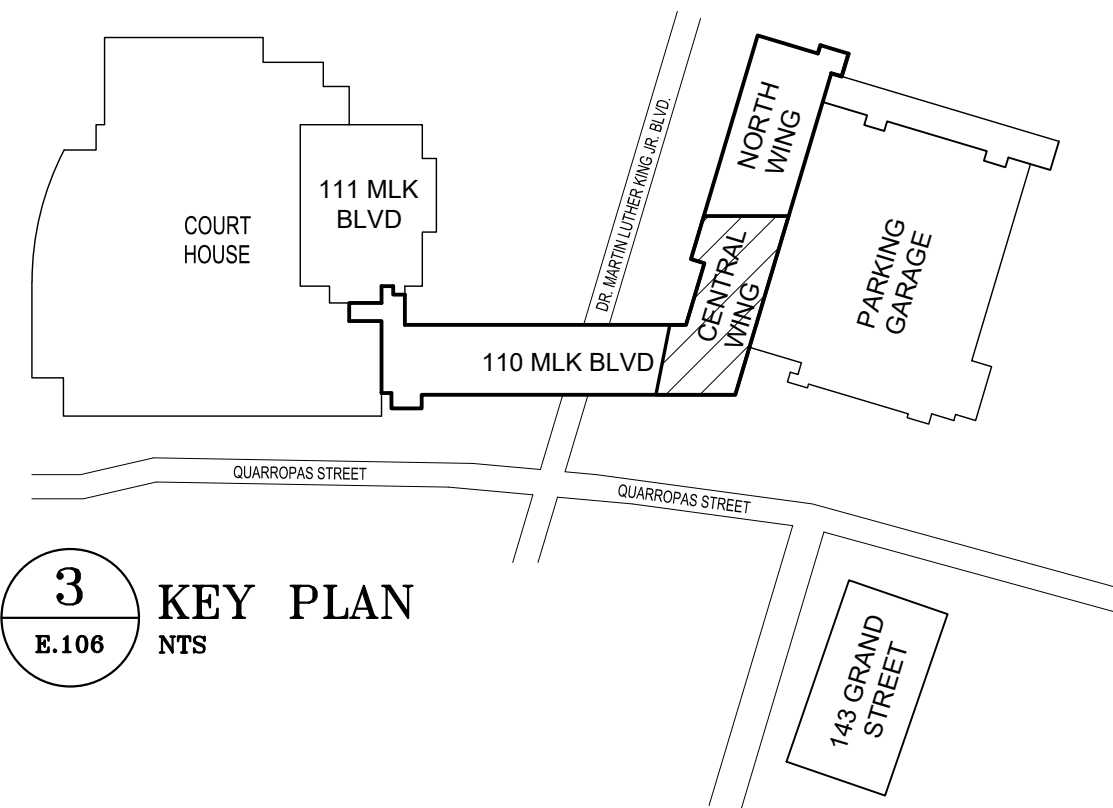 COURT
HOUSE
111 MLK
BLVD
DR. MARTIN LUTHER KING JR. BLVD.
NORTH
WING
CENTRAL
WING
PARKING
GARAGE
110 MLK BLVD
QUARROPAS STREET
QUARROPAS STREET
3
E.106
KEY PLAN
NTS
143 GRAND
STREET